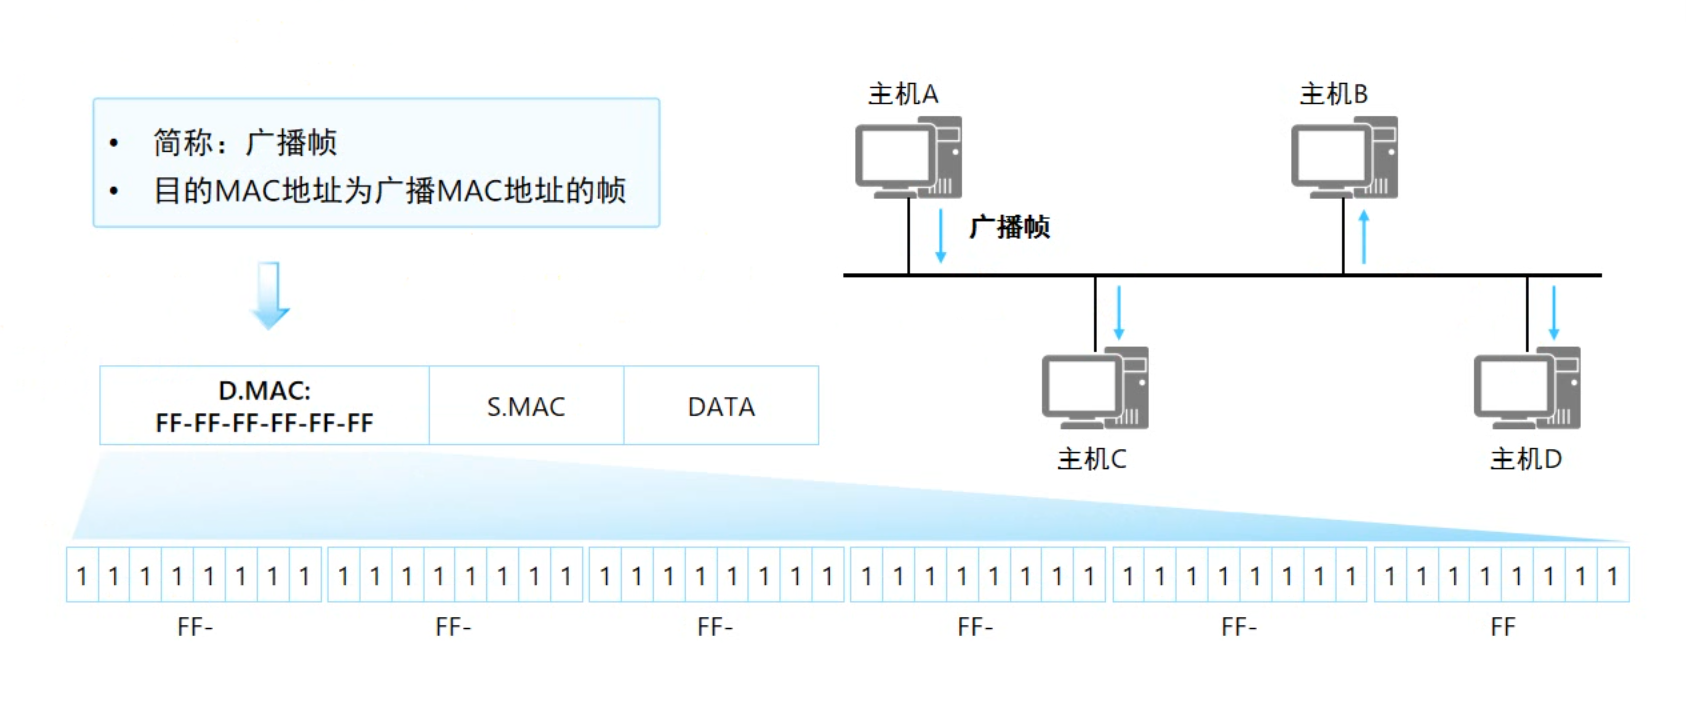 • 简称：广播帧
• 目的MAC地址为广播MAC地址的帧
主机A
主机B
广播帧
主机C
主机D
D.MAC:
FF-FF-FF-FF-FF-FF
S.MAC
DATA
1 1 1 1 1 1 1 1 1 1 1 1 1 1 1 1 1 1 1 1 1 1 1 1 1 1 1 1 1 1 1 1 1 1 1 1 1 1 1 1 1 1 1 1 1 1 1 1
FF- FF- FF- FF- FF- FF